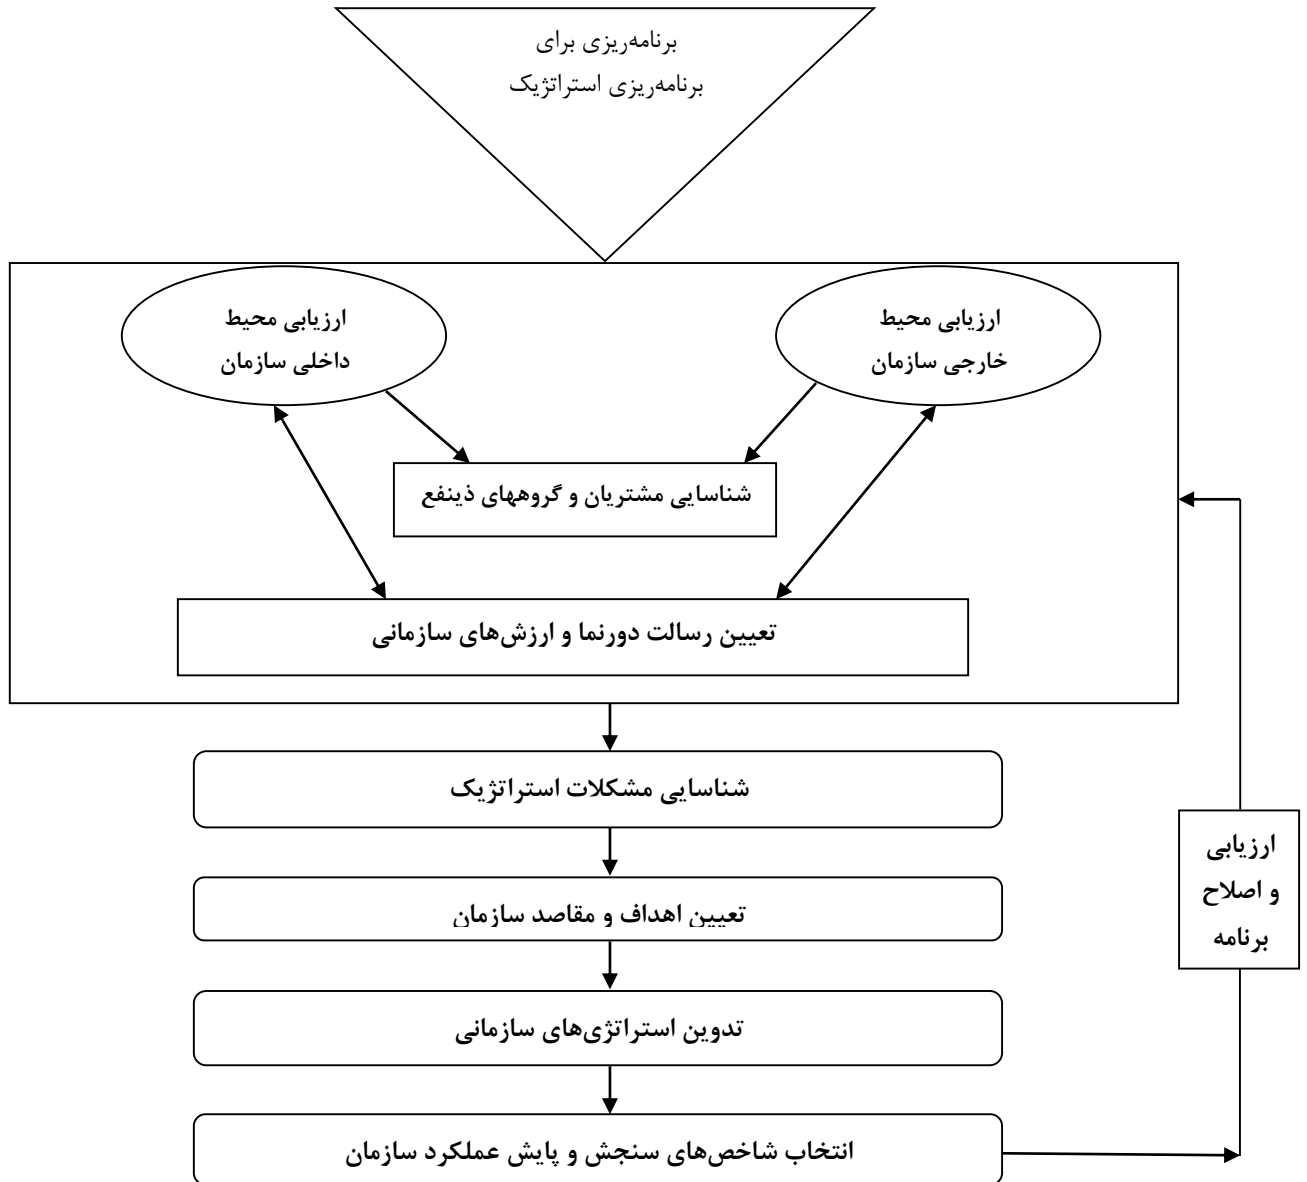 برنامه‌ریزی برای
برنامه‌ریزی استراتژیک
ارزیابی محیط
خارجی سازمان
ارزیابی محیط
داخلی سازمان
شناسایی مشتریان و گروههای ذینفع
تعیین رسالت دورنما و ارزش‌های سازمانی
شناسایی مشکلات استراتژیک
تعیین اهداف و مقاصد سازمان
تدوین استراتژی‌های سازمانی
انتخاب شاخص‌های سنجش و پایش عملکرد سازمان
ارزیابی
و اصلاح
برنامه